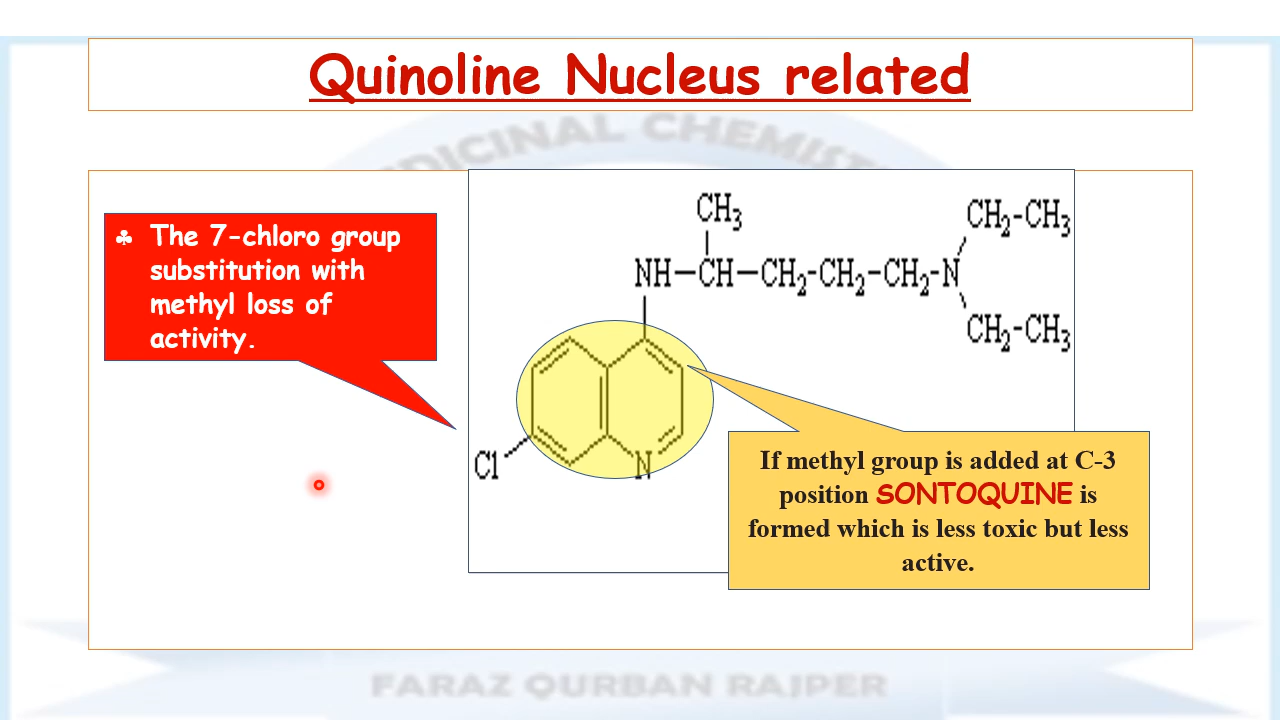 Quinoline Nucleus related
MEDICINAL CHEMIST
♣ The 7-chloro group
substitution with
methyl loss of
activity.
CH3
CH2-CH3
NH—CH—CH2-CH2-CH2-N
CH2-CH3
Cl
N
If methyl group is added at C-3
position SONTOQUINE is
formed which is less toxic but less
active.
FARAZ QURBAN RAJPER